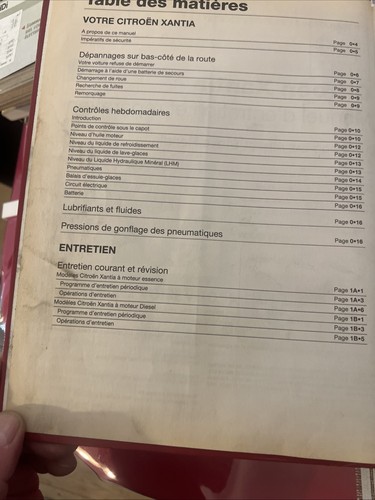 Table des matières
VOTRE CITROËN XANTIA
A propos de ce manuel Page 0•4
Impératifs de sécurité Page 0•5
Dépannages sur bas-côté de la route
Votre voiture refuse de démarrer Page 0•6
Démarrage à l'aide d'une batterie de secours Page 0•7
Changement de roue Page 0•8
Recherche de fuites Page 0•9
Remorquage Page 0•9
Contrôles hebdomadaires
Introduction Page 0•10
Points de contrôle sous le capot Page 0•10
Niveau d'huile moteur Page 0•12
Niveau du liquide de refroidissement Page 0•12
Niveau du liquide de lave-glaces Page 0•13
Niveau du Liquide Hydraulique Minéral (LHM) Page 0•13
Pneumatiques Page 0•14
Balais d'essuie-glaces Page 0•15
Circuit électrique Page 0•15
Batterie Page 0•16
Lubrifiants et fluides Page 0•16
Pressions de gonflage des pneumatiques Page 0•16
ENTRETIEN
Entretien courant et révision
Modèles Citroën Xantia à moteur essence Page 1A•1
Programme d'entretien périodique Page 1A•3
Opérations d'entretien Page 1A•6
Modèles Citroën Xantia à moteur Diesel Page 1B•1
Programme d'entretien périodique Page 1B•3
Opérations d'entretien Page 1B•5